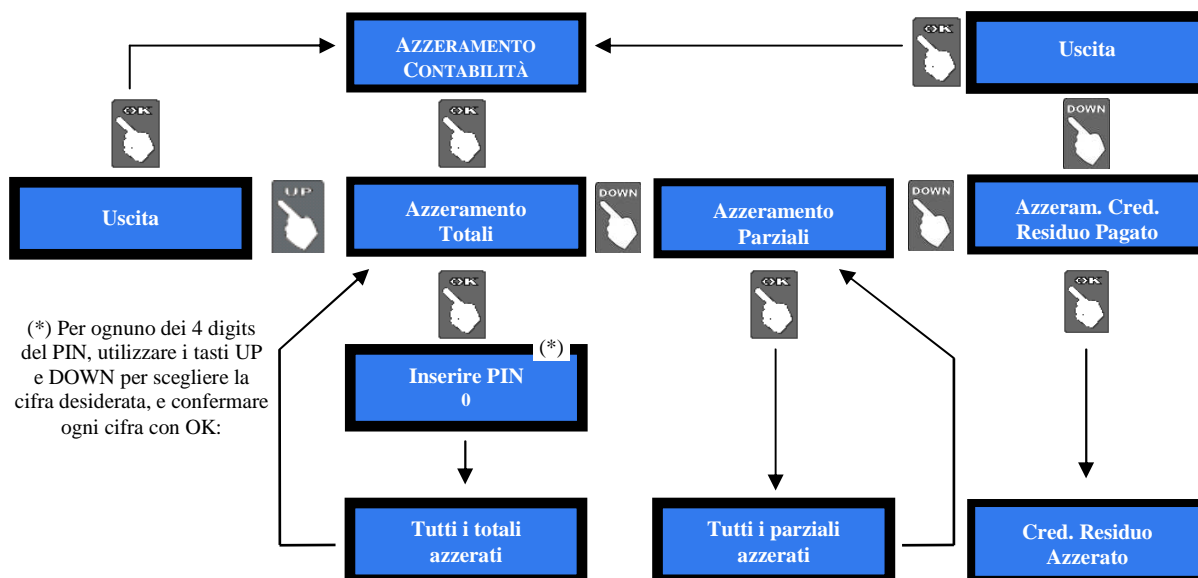 AZZERAMENTO
CONTABILITÀ
OK
Uscita
OK
OK
DOWN
Uscita
UP
Azzeramento
Totali
DOWN
Azzeramento
Parziali
DOWN
Azzeram. Cred.
Residuo Pagato
OK
OK
OK
(*) Per ognuno dei 4 digits
del PIN, utilizzare i tasti UP
e DOWN per scegliere la
cifra desiderata, e confermare
ogni cifra con OK:
(*)
Inserire PIN
0
Tutti i totali
azzerati
Tutti i parziali
azzerati
Cred. Residuo
Azzerato